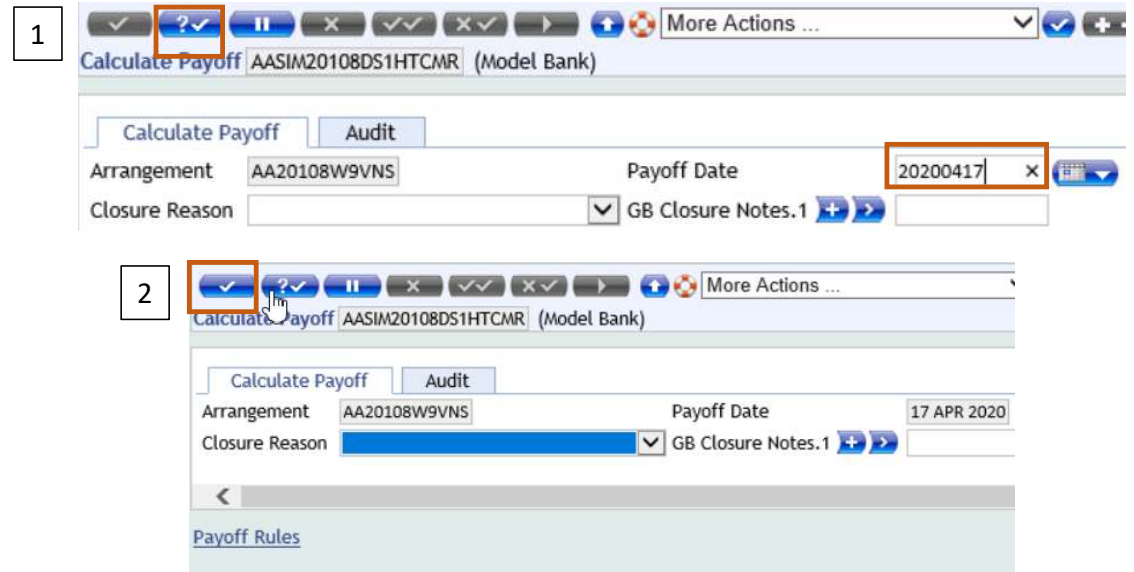 1
More Actions ...
Calculate Payoff AASIM20108DS1HTCMR (Model Bank)
Calculate Payoff Audit
Arrangement AA20108W9VNS Payoff Date 20200417
Closure Reason GB Closure Notes.1
2
More Actions ...
Calculate Payoff AASIM20108DS1HTCMR (Model Bank)
Calculate Payoff Audit
Arrangement AA20108W9VNS Payoff Date 17 APR 2020
Closure Reason GB Closure Notes.1
Payoff Rules